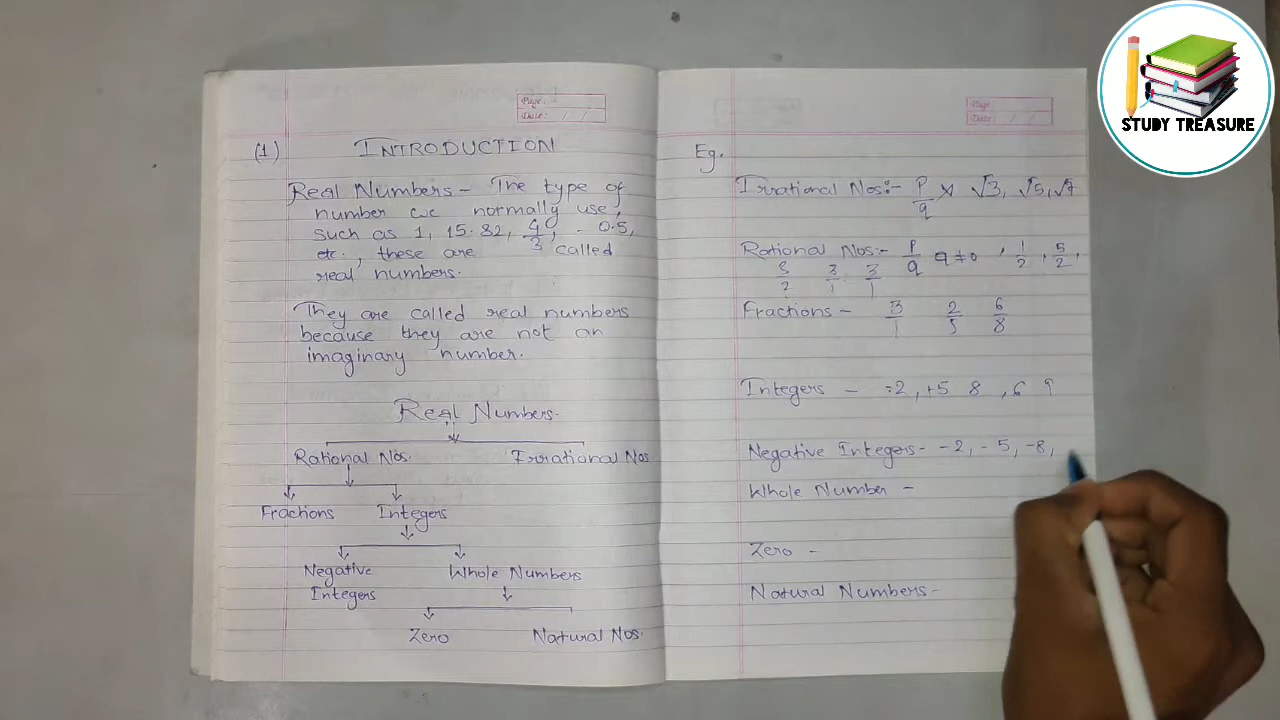 STUDY TREASURE
Page:
Date: / /
(1) INTRODUCTION
Real Numbers - The type of
number we normally use,
such as 1, 15.82, 4/3, -0.5,
etc., these are called
real numbers.
They are called real numbers
because they are not an
imaginary number.
Real Numbers.
Rational Nos. Irrational Nos.
Fractions Integers
Negative Integers Whole Numbers
Zero Natural Nos.
Page
Date: / /
Eg.
Irrational Nos:- P/q × √3, √5, √7
Rational Nos:- P/q q≠0, 1/2, 5/2,
3/2 3/1 3/1
Fractions - 3/1 2/5 6/8
Integers - -2, +5 8, 6 9
Negative Integers - -2, -5, -8,
Whole Number -
Zero -
Natural Numbers -